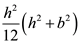 h²/12 (h² + b²)